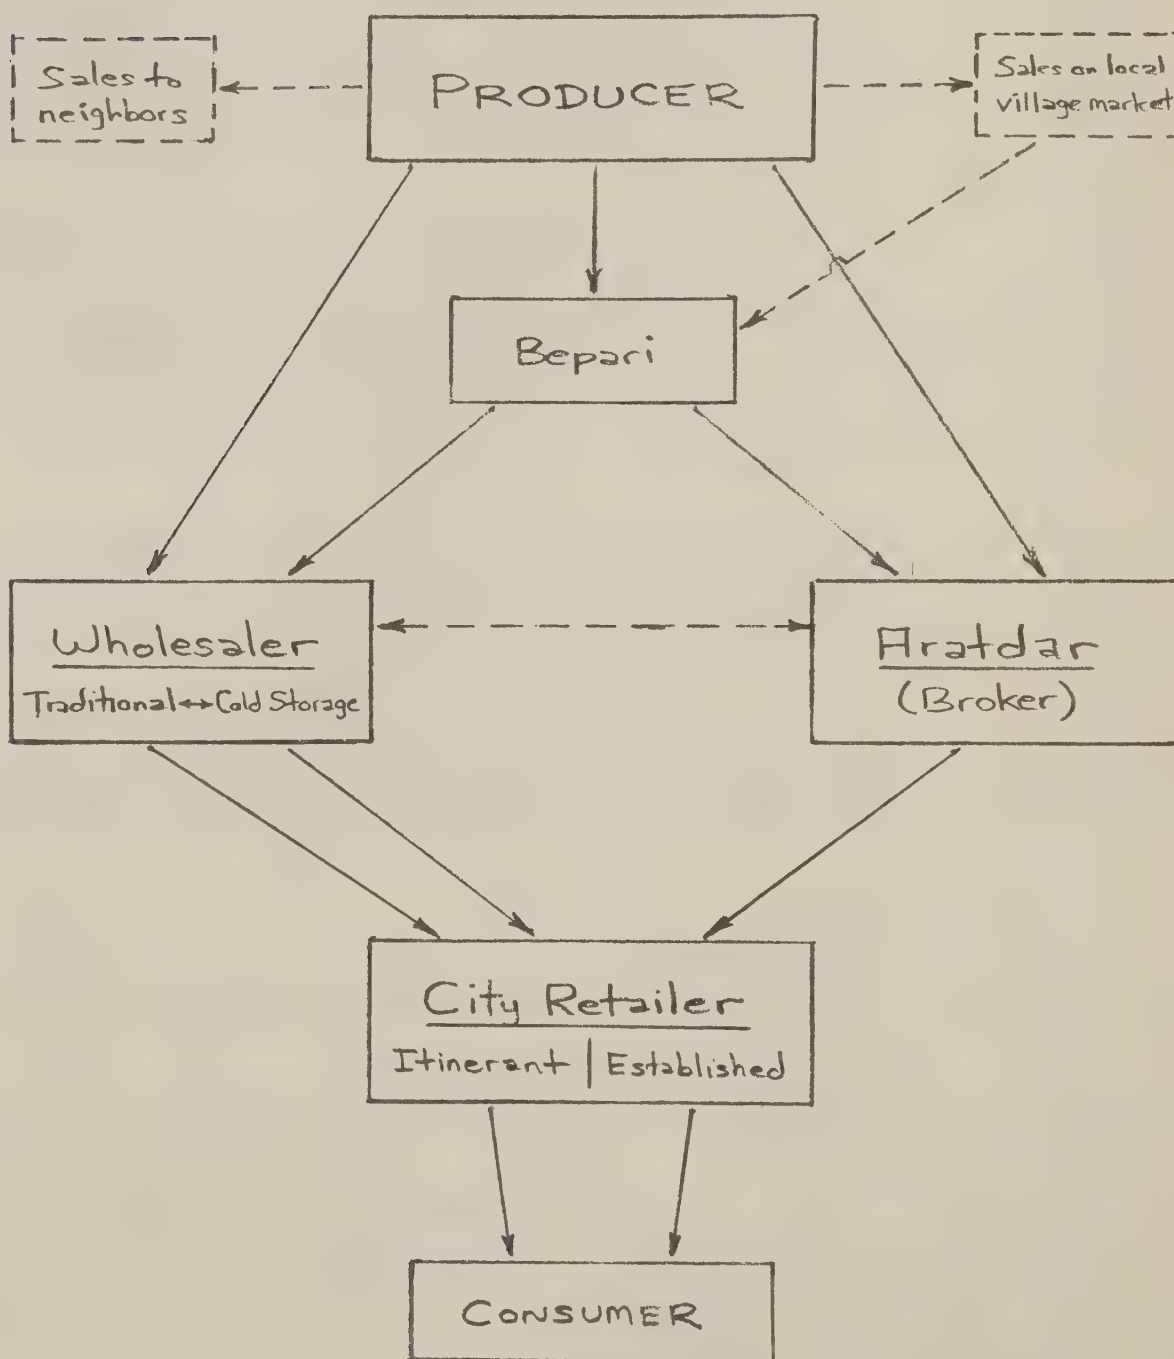 Sales to
neighbors
PRODUCER
Sales on local
village market
Bepari
Wholesaler
Traditional ↔ Cold Storage
Aratdar
(Broker)
City Retailer
Itinerant | Established
CONSUMER